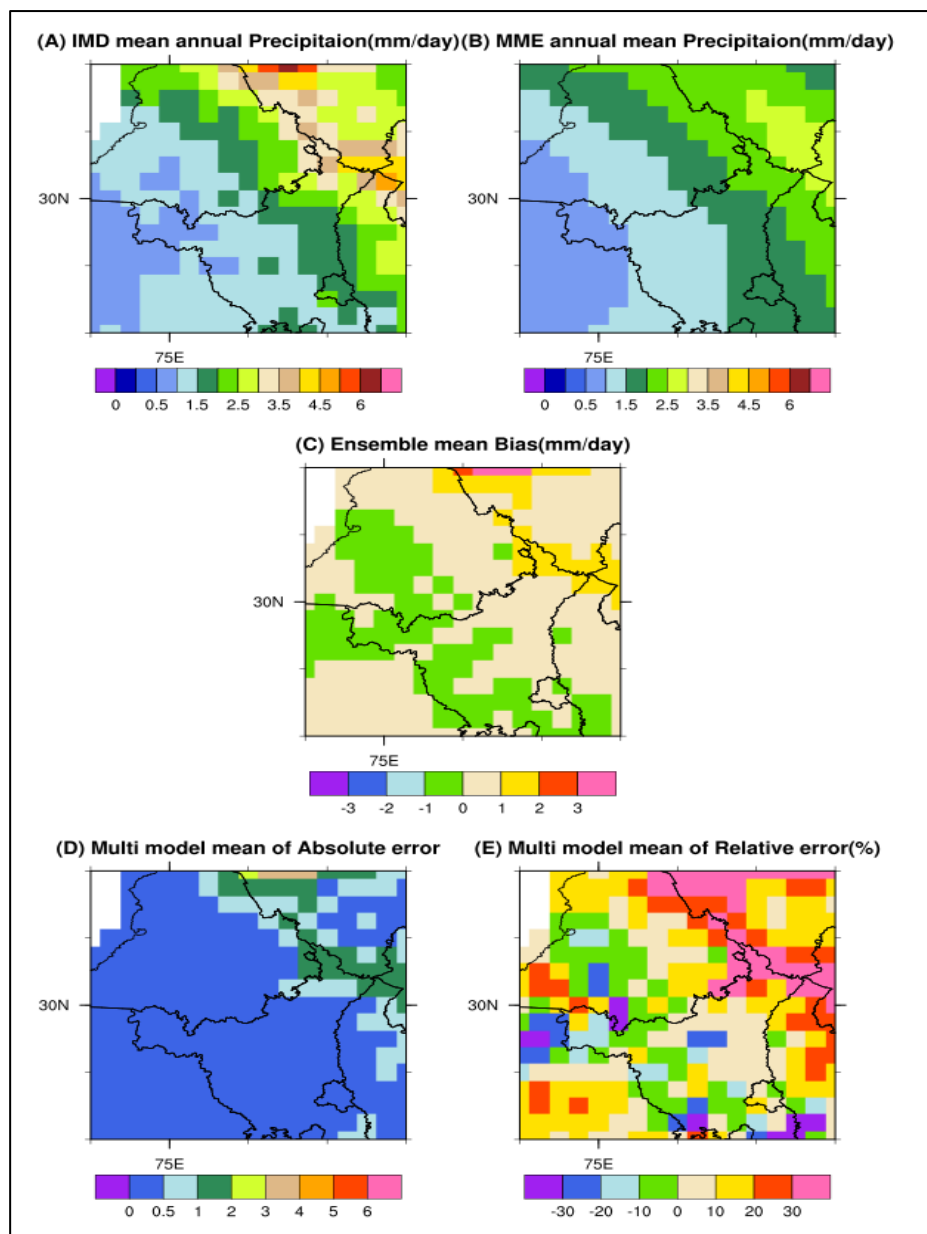 (A) IMD mean annual Precipitaion(mm/day)(B) MME annual mean Precipitaion(mm/day)
30N 30N
75E 75E
0 0.5 1.5 2.5 3.5 4.5 6 0 0.5 1.5 2.5 3.5 4.5 6
(C) Ensemble mean Bias(mm/day)
30N
75E
-3 -2 -1 0 1 2 3
(D) Multi model mean of Absolute error (E) Multi model mean of Relative error(%)
30N 30N
75E 75E
0 0.5 1 2 3 4 5 6 -30 -20 -10 0 10 20 30